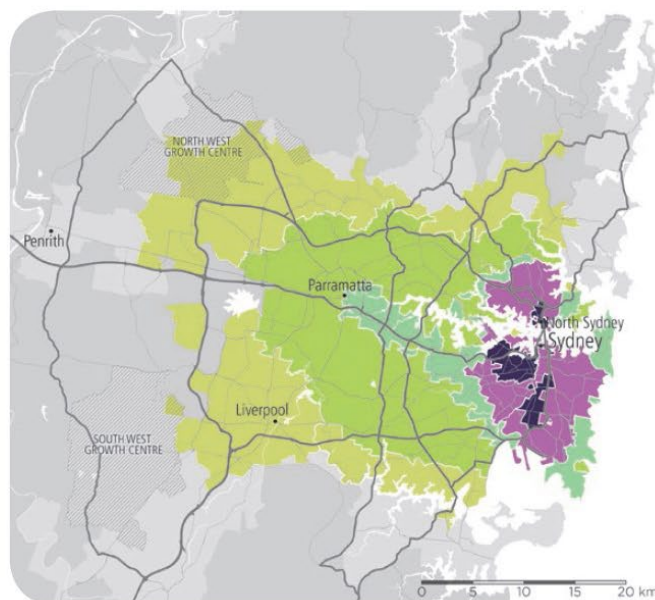 NORTH WEST
GROWTH CENTRE
Penrith
Parramatta
North Sydney
Sydney
Liverpool
SOUTH WEST
GROWTH CENTRE
0 5 10 15 20 km